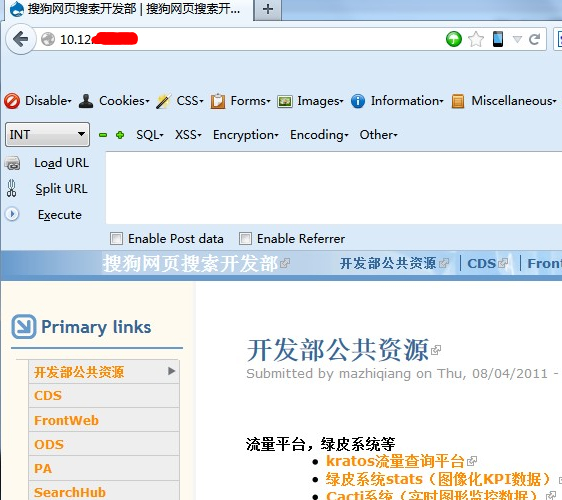 搜狗网页搜索开发部 | 搜狗网页搜索开... +
10.12
Disable Cookies CSS Forms Images Information Miscellaneous
INT SQL XSS Encryption Encoding Other
Load URL
Split URL
Execute
Enable Post data Enable Referrer
搜狗网页搜索开发部 开发部公共资源 | CDS | Fron
Primary links
开发部公共资源
CDS
FrontWeb
ODS
PA
SearchHub
开发部公共资源
Submitted by mazhiqiang on Thu, 08/04/2011 -
流量平台，绿皮系统等
kratos流量查询平台
绿皮系统stats（图像化KPI数据）
Cacti系统（实时图形监控数据）